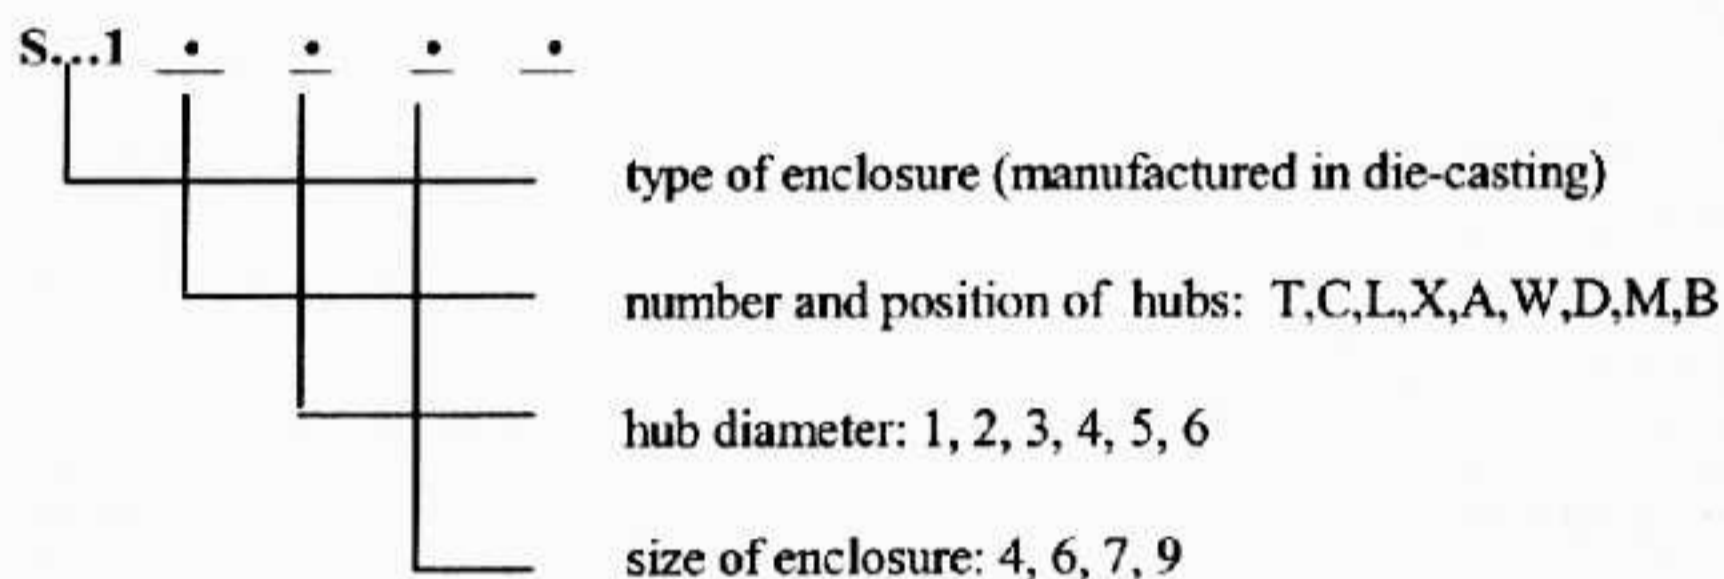 S...1 • • • •
type of enclosure (manufactured in die-casting)
number and position of hubs: T,C,L,X,A,W,D,M,B
hub diameter: 1, 2, 3, 4, 5, 6
size of enclosure: 4, 6, 7, 9